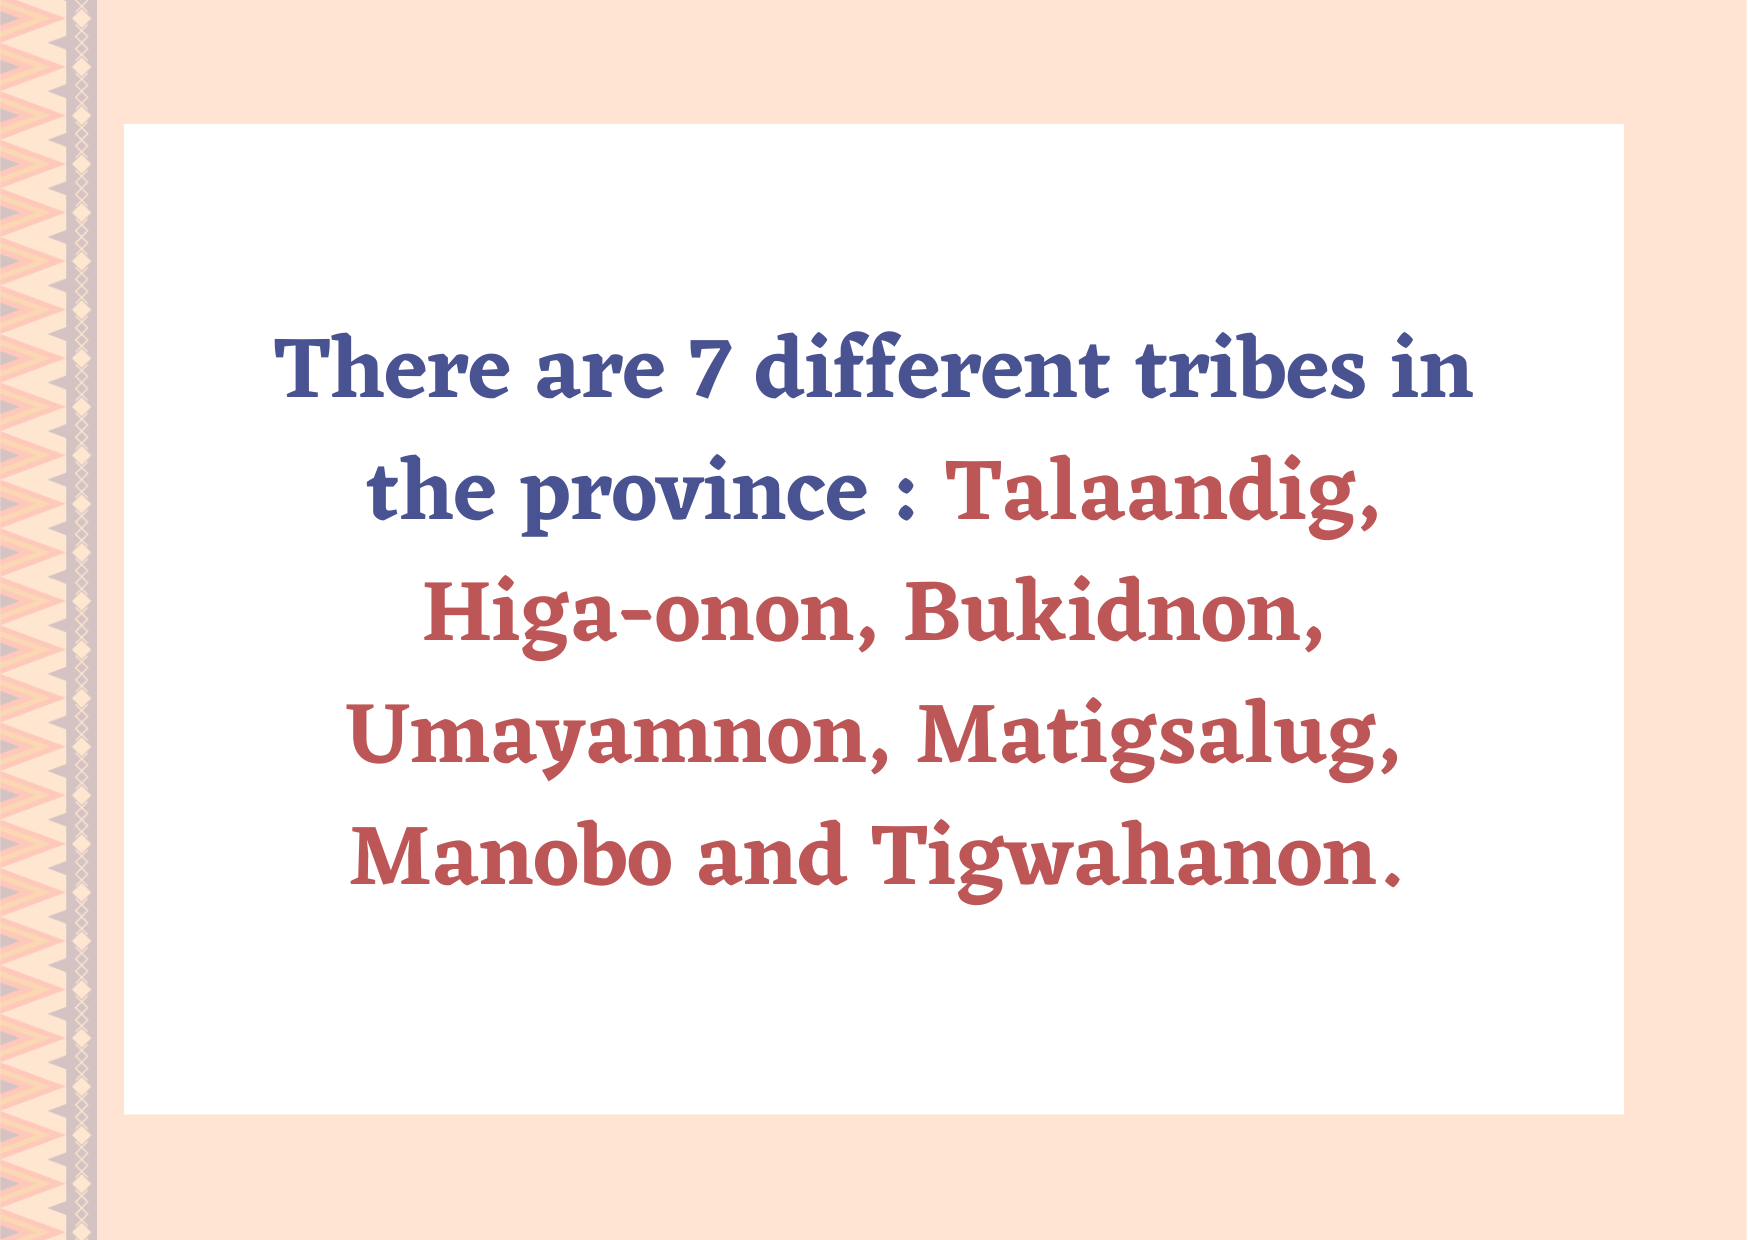 There are 7 different tribes in
the province : Talaandig,
Higa-onon, Bukidnon,
Umayamnon, Matigsalug,
Manobo and Tigwahanon.